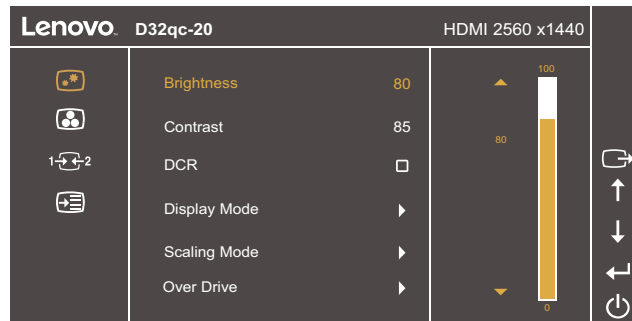 Lenovo. D32qc-20 HDMI 2560 x1440
Brightness 80
Contrast 85
DCR
Display Mode
Scaling Mode
Over Drive
1 2
100
80
0